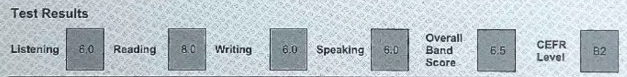 Test Results
Listening 6.0 Reading 8.0 Writing 6.0 Speaking 6.0 Overall Band Score 6.5 CEFR Level B2